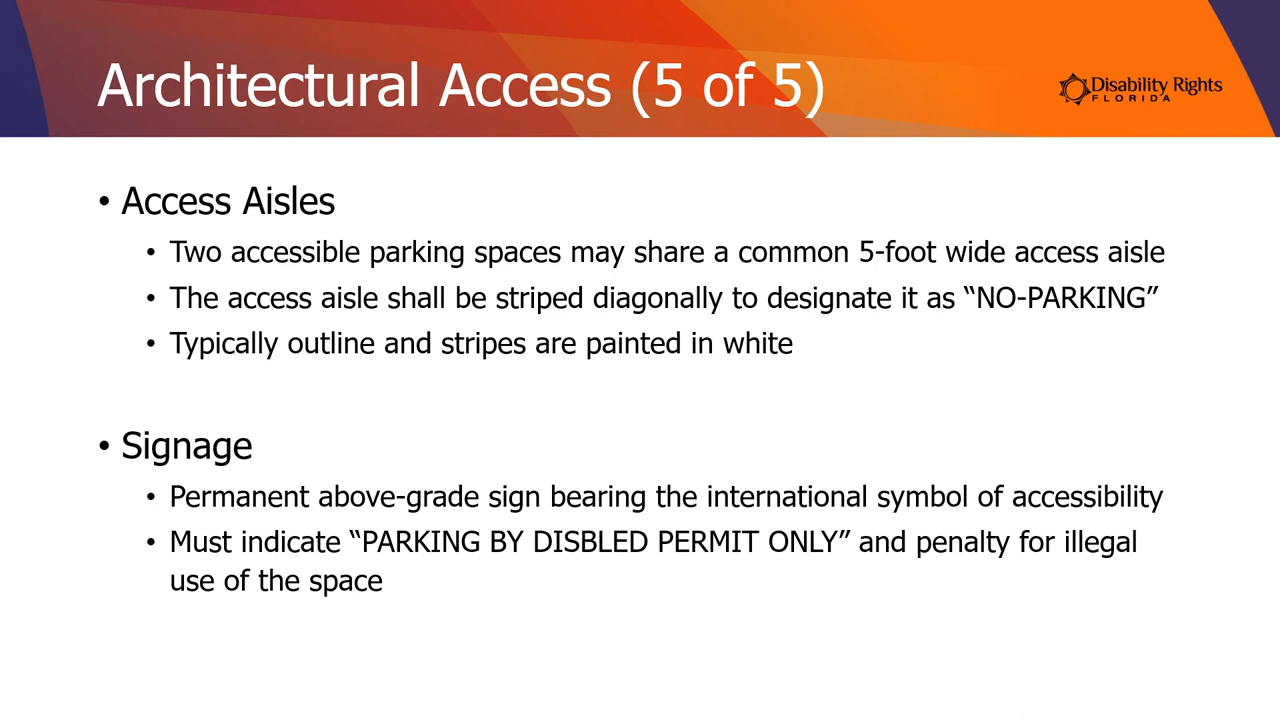 Architectural Access (5 of 5)
Disability Rights
FLORIDA
• Access Aisles
• Two accessible parking spaces may share a common 5-foot wide access aisle
• The access aisle shall be striped diagonally to designate it as “NO-PARKING”
• Typically outline and stripes are painted in white
• Signage
• Permanent above-grade sign bearing the international symbol of accessibility
• Must indicate “PARKING BY DISBLED PERMIT ONLY” and penalty for illegal
use of the space